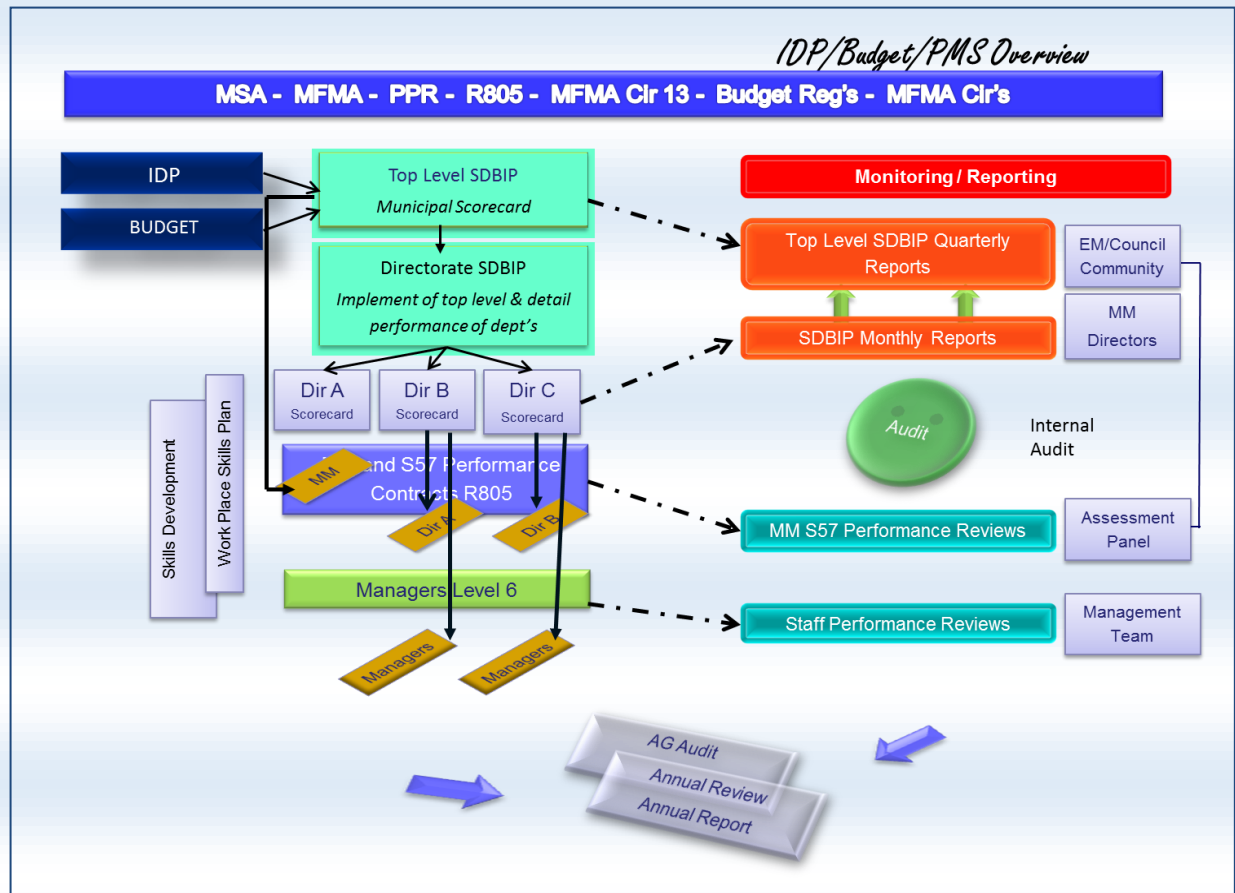 IDP/Budget/PMS Overview
MSA - MFMA - PPR - R805 - MFMA Cir 13 - Budget Reg's - MFMA Cir's
IDP
BUDGET
Top Level SDBIP
Municipal Scorecard
Directorate SDBIP
Implement of top level & detail
performance of dept's
Dir A
Scorecard
Dir B
Scorecard
Dir C
Scorecard
Skills Development
Work Place Skills Plan
and S57 Performance
Contracts R805
MM
Dir A
Dir B
Managers Level 6
Managers
Managers
Monitoring / Reporting
Top Level SDBIP Quarterly
Reports
EM/Council
Community
SDBIP Monthly Reports
MM
Directors
Audit
Internal
Audit
MM S57 Performance Reviews
Assessment
Panel
Staff Performance Reviews
Management
Team
AG Audit
Annual Review
Annual Report